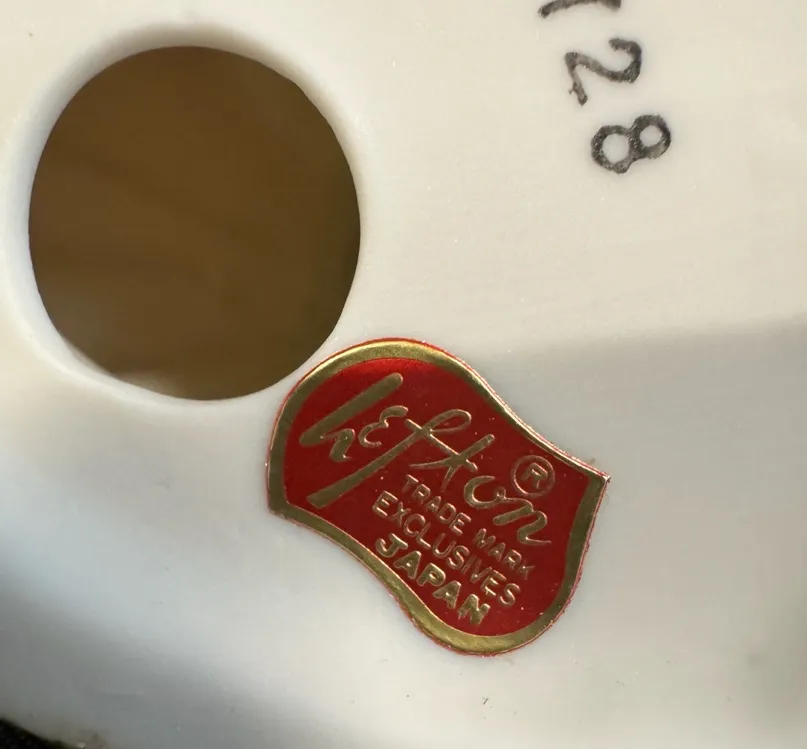 128
Lefton ®
TRADE MARK
EXCLUSIVES
JAPAN